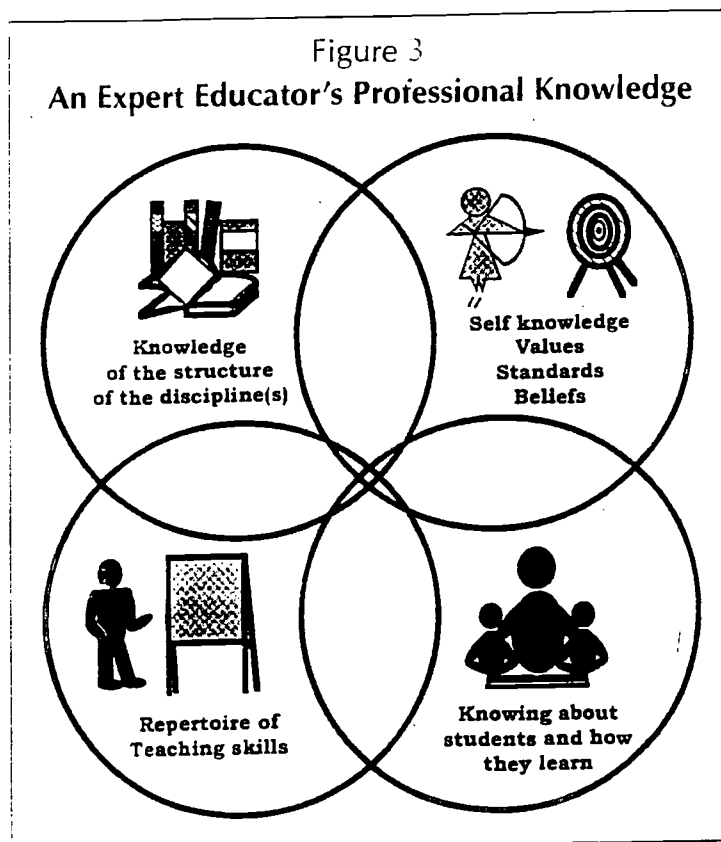 Figure 3
An Expert Educator's Professional Knowledge
Knowledge
of the structure
of the discipline(s)
Self knowledge
Values
Standards
Beliefs
Repertoire of
Teaching skills
Knowing about
students and how
they learn